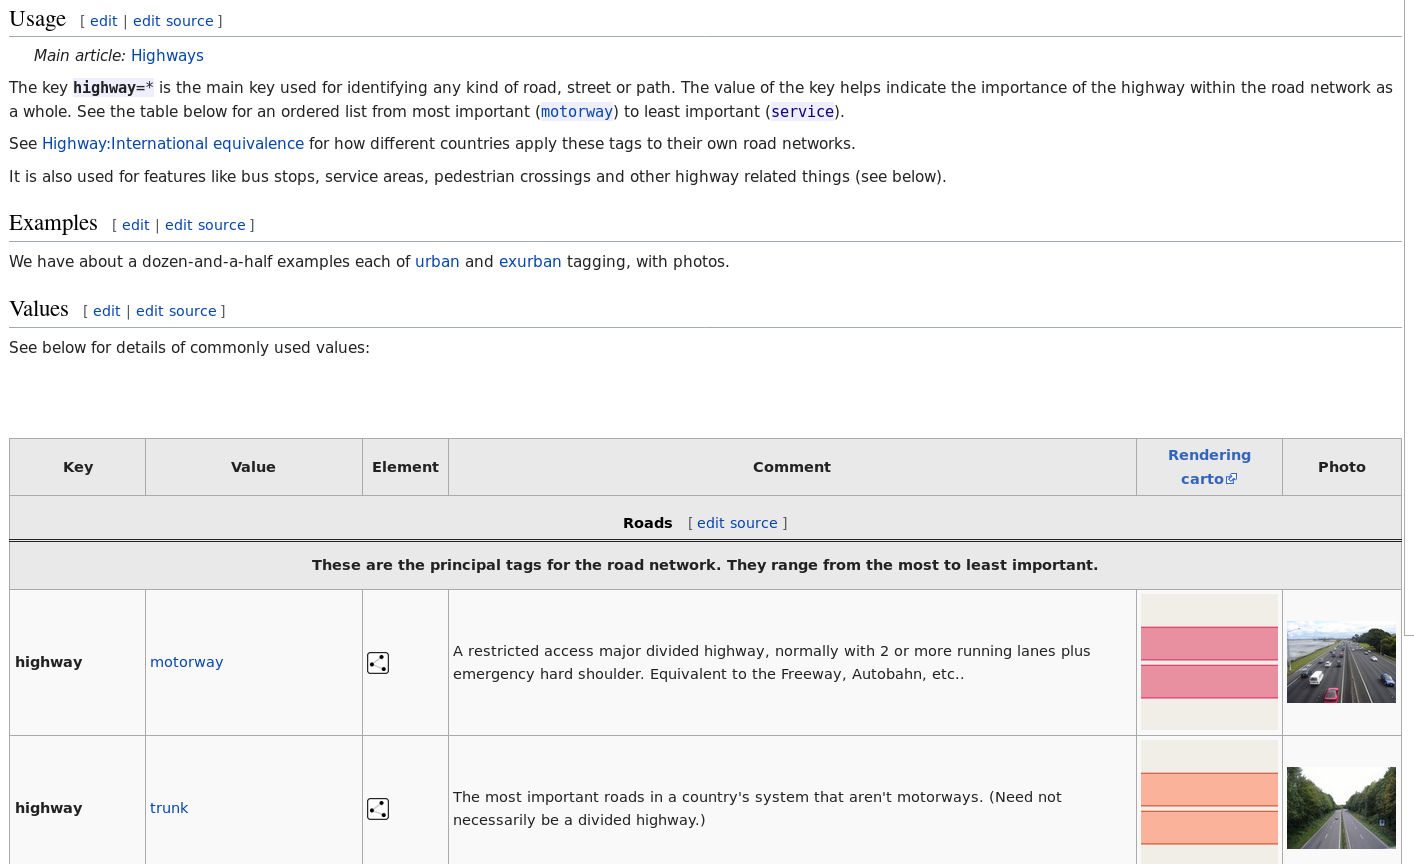 Usage [ edit | edit source ]
Main article: Highways
The key highway=* is the main key used for identifying any kind of road, street or path. The value of the key helps indicate the importance of the highway within the road network as
a whole. See the table below for an ordered list from most important (motorway) to least important (service).
See Highway:International equivalence for how different countries apply these tags to their own road networks.
It is also used for features like bus stops, service areas, pedestrian crossings and other highway related things (see below).
Examples [ edit | edit source ]
We have about a dozen-and-a-half examples each of urban and exurban tagging, with photos.
Values [ edit | edit source ]
See below for details of commonly used values:
Key Value Element Comment Rendering carto Photo
Roads [ edit source ]
These are the principal tags for the road network. They range from the most to least important.
highway motorway A restricted access major divided highway, normally with 2 or more running lanes plus
emergency hard shoulder. Equivalent to the Freeway, Autobahn, etc..
highway trunk The most important roads in a country's system that aren't motorways. (Need not
necessarily be a divided highway.)